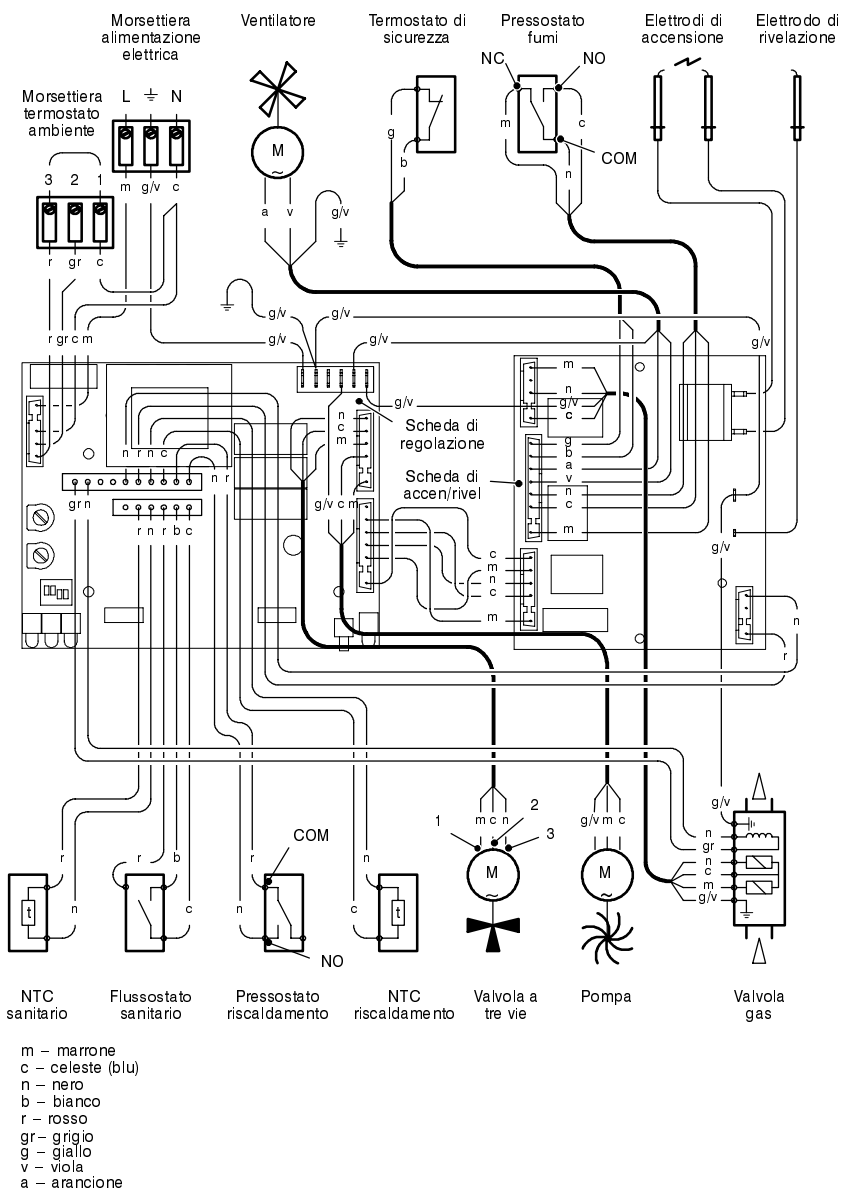 Morsettiera
alimentazione
elettrica
Ventilatore
Termostato di
sicurezza
Pressostato
fumi
Elettrodi di
accensione
Elettrodo di
rivelazione
NC
NO
Morsettiera
termostato
ambiente
L
N
M
~
g
b
m
c
COM
n
3 2 1
m g/v c
a v g/v
r gr c
g/v
g/v
g/v
g/v
g/v
r gr c m
g/v
m
n
g/v
c
g/v
Scheda di
regolazione
n
c
m
n r n c
n r
Scheda di
accen/rivel
g
b
a
v
n
c
m
gr n
g/v c m
r n r b c
g/v
c
m
n
c
m
n
r
g/v
m c n
1
2
3
g/v m c
M
~
M
~
n
gr
n
c
m
g/v
COM
NO
r
n
t
r
b
c
r
n
n
c
t
NTC
sanitario
Flussostato
sanitario
Pressostato
riscaldamento
NTC
riscaldamento
Valvola a
tre vie
Pompa
Valvola
gas
m – marrone
c – celeste (blu)
n – nero
b – bianco
r – rosso
gr – grigio
g – giallo
v – viola
a – arancione